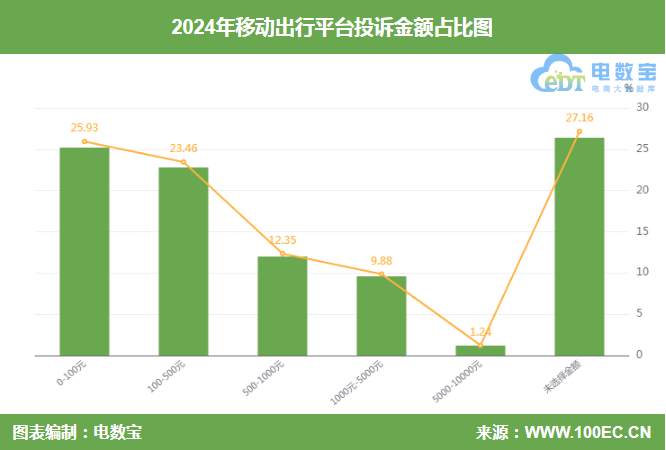 2024年移动出行平台投诉金额占比图
EDT 电数宝
电商大数据库
%
30
25.93
23.46
12.35
9.88
1.24
27.16
25
20
15
10
5
0
0-100元
100-500元
500-1000元
1000元-5000元
5000-10000元
未选择金额
图表编制：电数宝
来源：WWW.100EC.CN